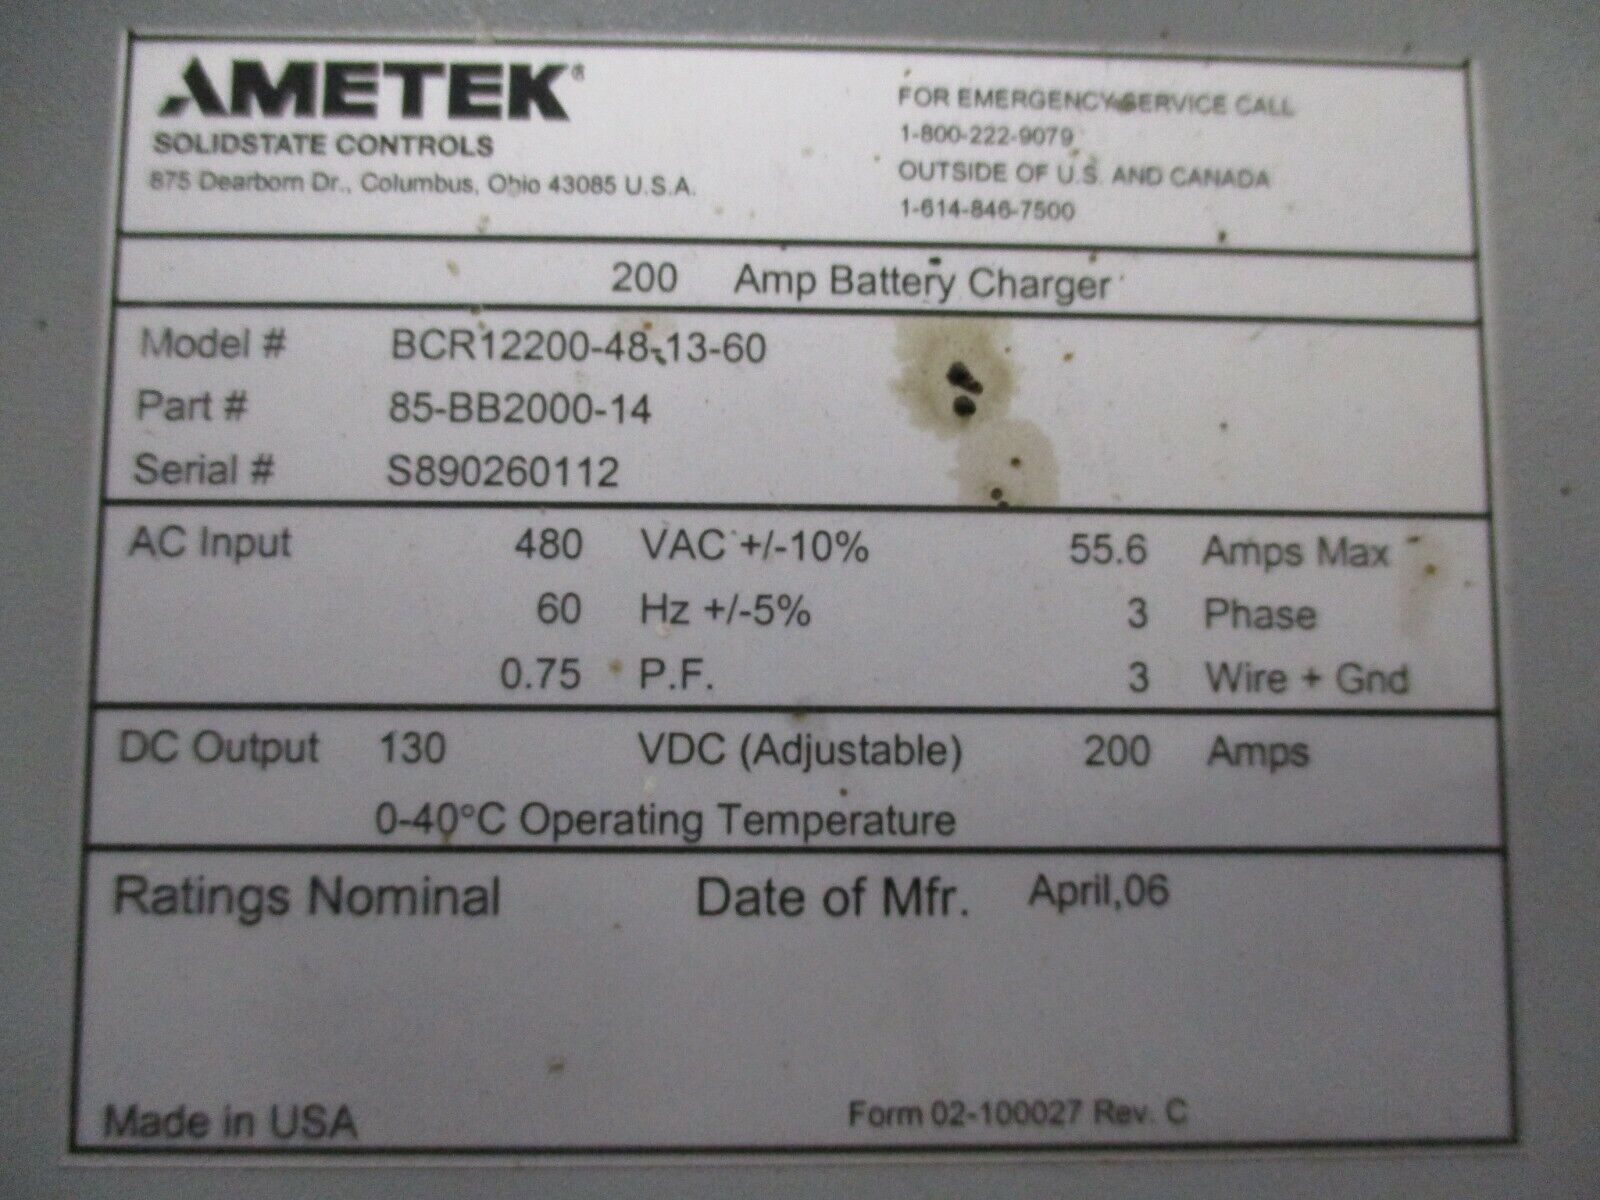 AMETEK®
SOLIDSTATE CONTROLS
875 Dearborn Dr., Columbus, Ohio 43085 U.S.A.
FOR EMERGENCY SERVICE CALL
1-800-222-9079
OUTSIDE OF U.S. AND CANADA
1-614-846-7500
200 Amp Battery Charger
Model # BCR12200-48-13-60
Part # 85-BB2000-14
Serial # S890260112
AC Input 480 VAC +/-10% 55.6 Amps Max
60 Hz +/-5% 3 Phase
0.75 P.F. 3 Wire + Gnd
DC Output 130 VDC (Adjustable) 200 Amps
0-40°C Operating Temperature
Ratings Nominal Date of Mfr. April,06
Made in USA Form 02-100027 Rev. C